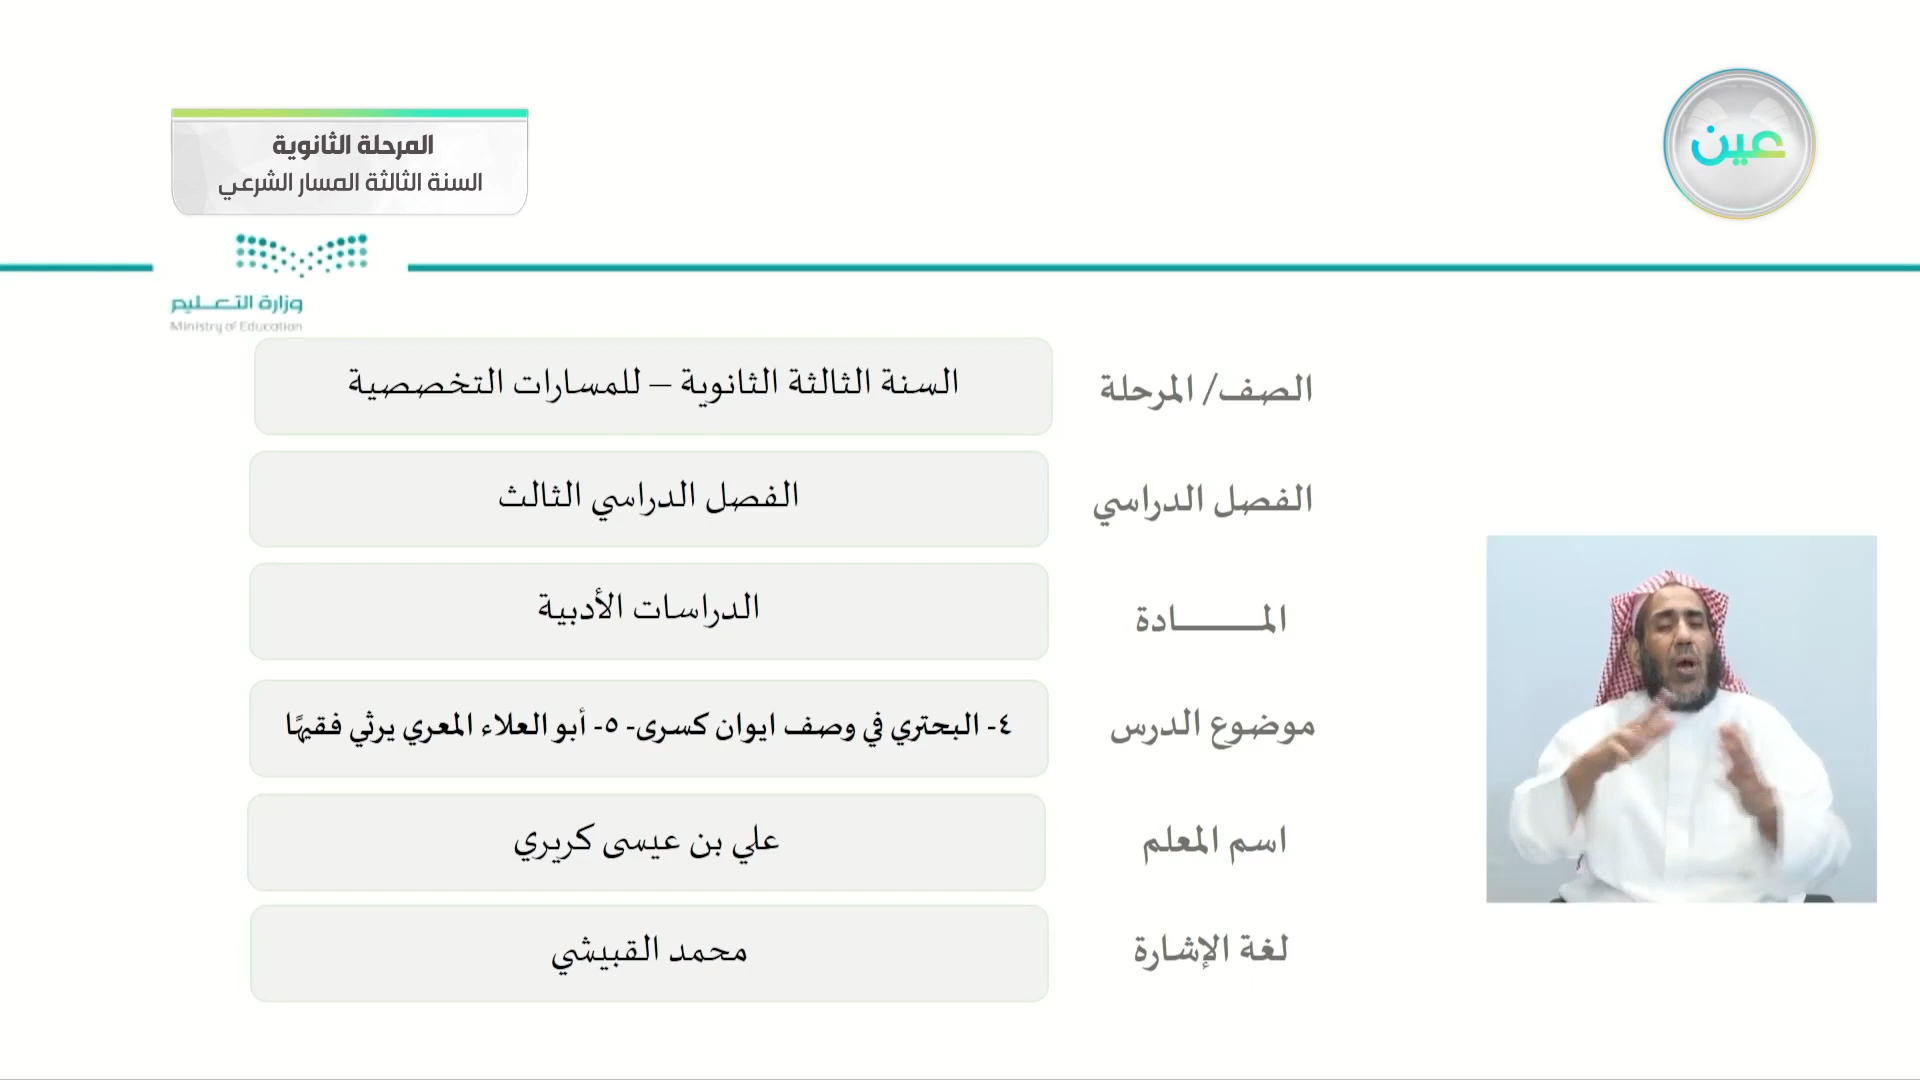 عين
المرحلة الثانوية
السنة الثالثة المسار الشرعي
وزارة التعـــليم
Ministry of Education
الصف/ المرحلة
السنة الثالثة الثانوية – للمسارات التخصصية
الفصل الدراسي
الفصل الدراسي الثالث
المـــــــــادة
الدراسات الأدبية
موضوع الدرس
٤- البحتري في وصف ايوان كسرى- ٥- أبو العلاء المعري يرثي فقيهًا
اسم المعلم
علي بن عيسى كريري
لغة الإشارة
محمد القبيشي